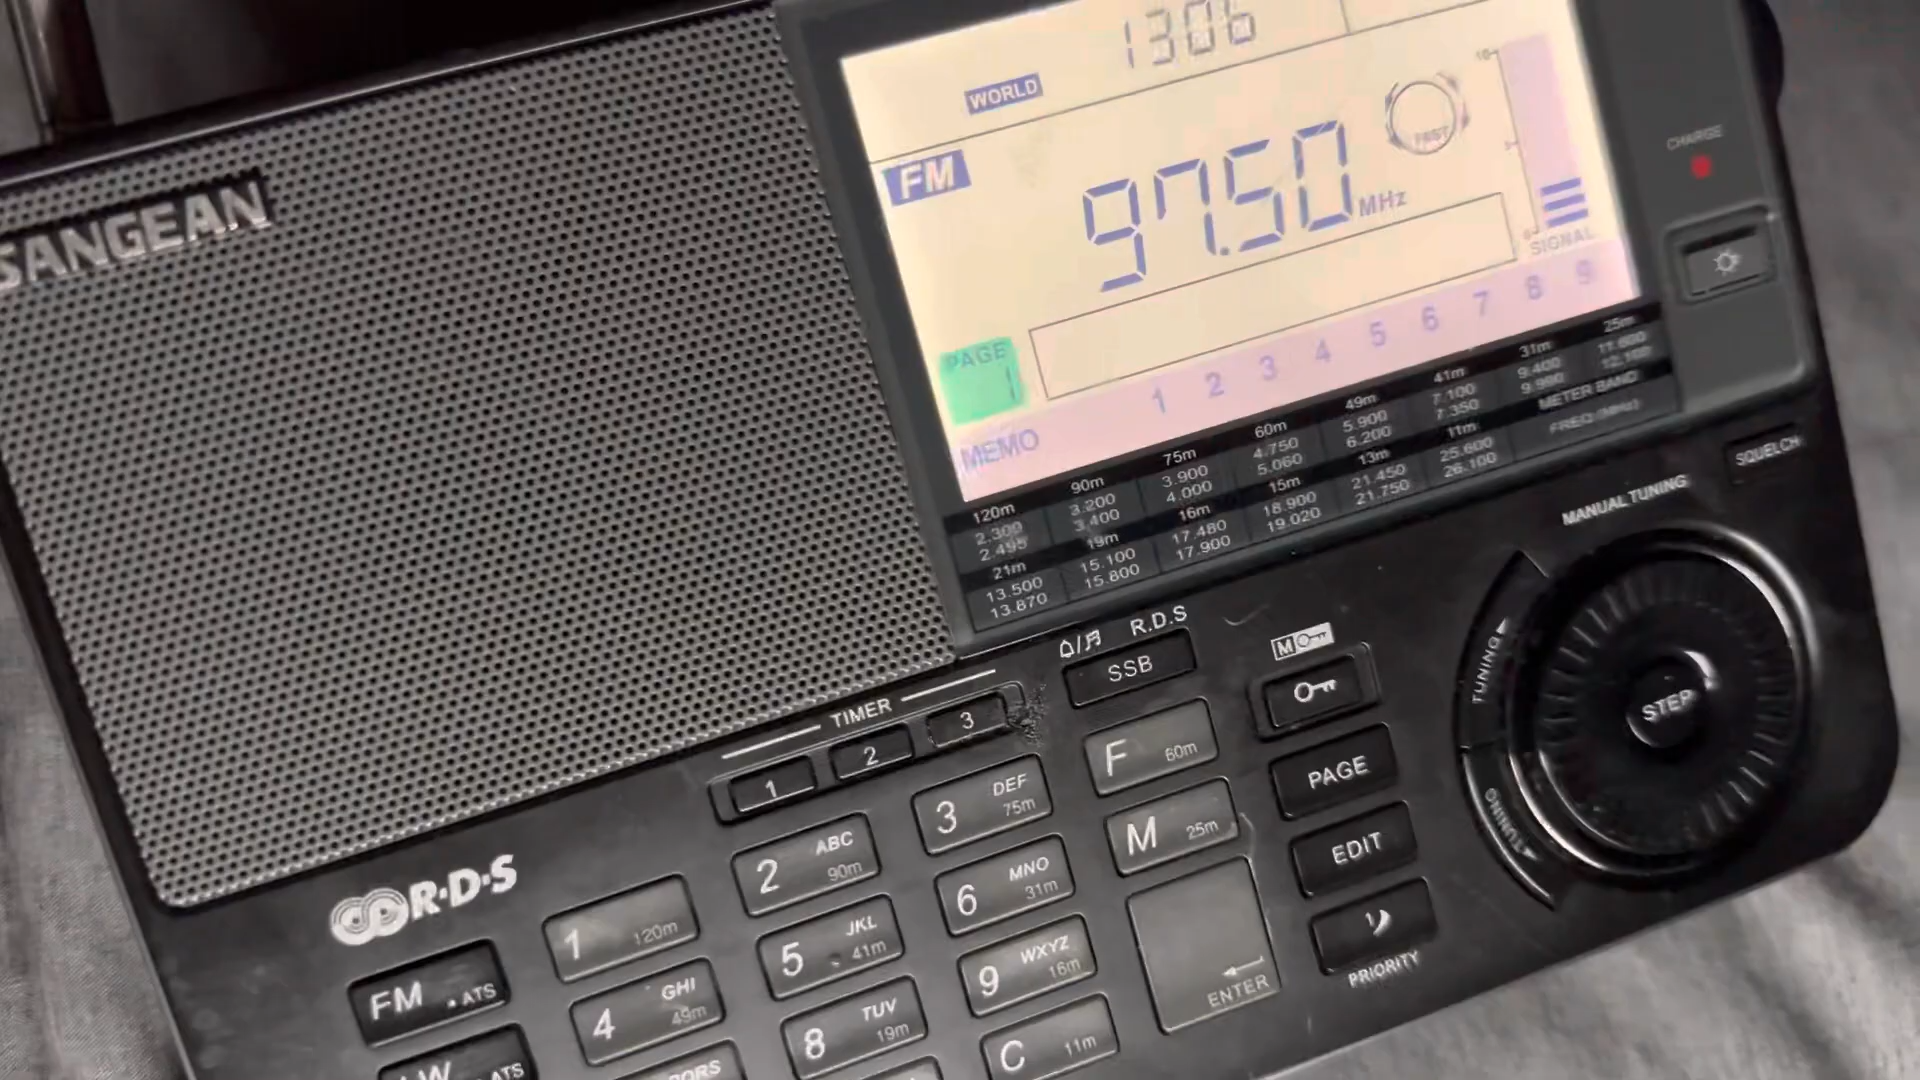 SANGEAN
1306
WORLD
FM
97.50 MHz
FAST
SIGNAL
PAGE
1
MEMO
1 2 3 4 5 6 7 8 9
CHARGE
120m 90m 75m 60m 49m 41m 31m 25m
2.300 3.200 3.900 4.750 5.900 7.100 9.400 11.600
2.495 3.400 4.000 5.060 6.200 7.350 9.990 12.100
21m 19m 16m 15m 13m 11m METER BAND
13.500 15.100 17.480 18.900 21.450 25.600 FREQ (MHz)
13.870 15.800 17.900 19.020 21.750 26.100
SQUELCH
MANUAL TUNING
TUNING
TUNING
STEP
R.D.S
SSB
M
TIMER
1 2 3
R·D·S
FM ATS
LW ATS
1 120m
2 ABC 90m
3 DEF 75m
F 60m
4 GHI 49m
5 JKL 41m
6 MNO 31m
M 25m
8 TUV 19m
9 WXYZ 16m
C 11m
ENTER
PAGE
EDIT
PRIORITY